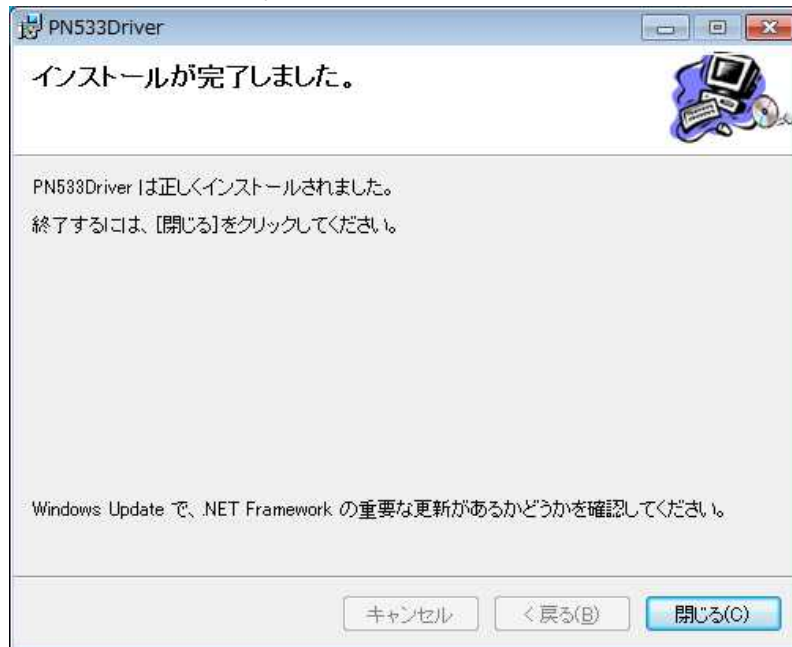 PN533Driver
インストールが完了しました。
PN533Driver は正しくインストールされました。
終了するには、[閉じる]をクリックしてください。
Windows Update で、.NET Framework の重要な更新があるかどうかを確認してください。
キャンセル
< 戻る(B)
閉じる(C)